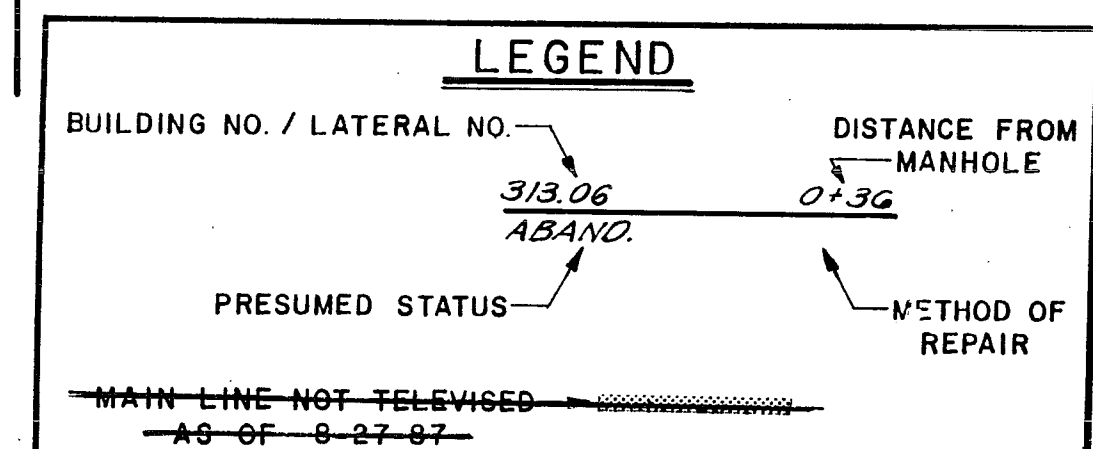 LEGEND
BUILDING NO. / LATERAL NO.
DISTANCE FROM
MANHOLE
313.06 0+36
ABAND.
PRESUMED STATUS
METHOD OF
REPAIR
MAIN LINE NOT TELEVISED
AS OF 8-27-87